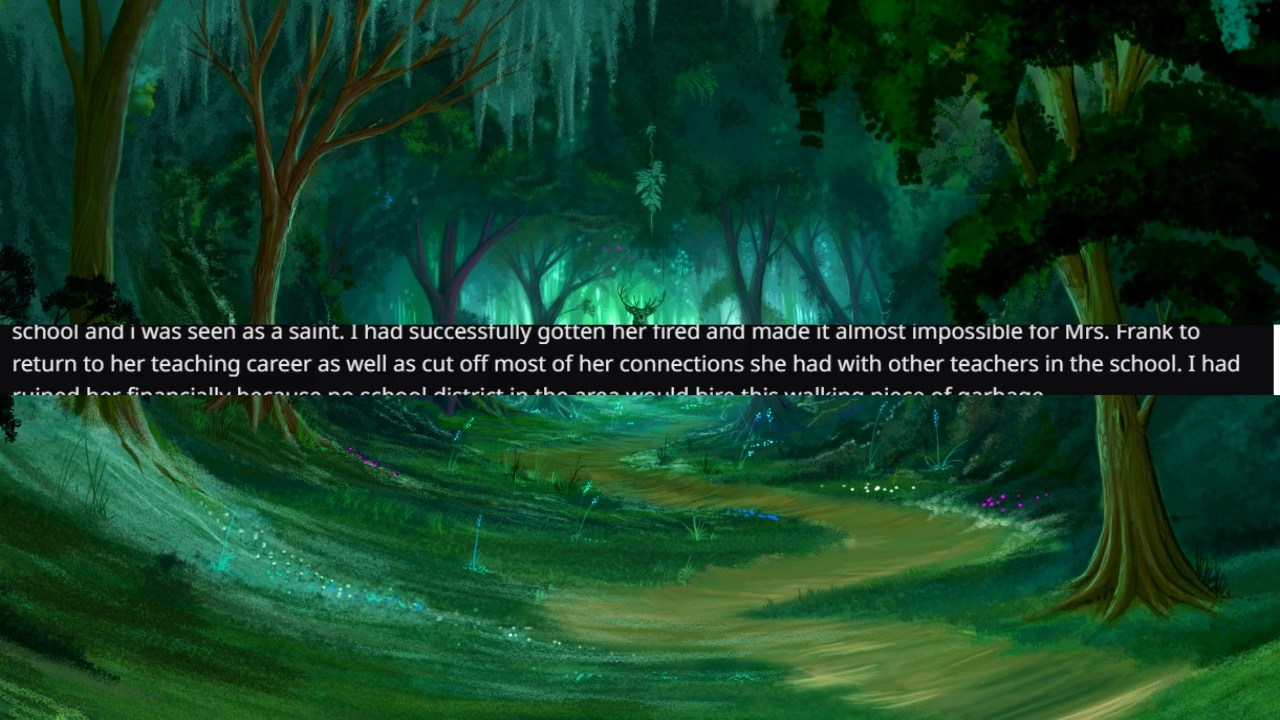 school and i was seen as a saint. I had successfully gotten her fired and made it almost impossible for Mrs. Frank to
return to her teaching career as well as cut off most of her connections she had with other teachers in the school. I had
ruined her financially because no school district in the area would hire this walking piece of garbage.